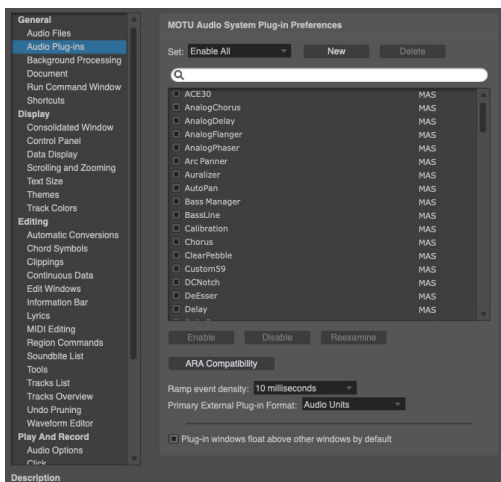 General
Audio Files
Audio Plug-ins
Background Processing
Document
Run Command Window
Shortcuts
Display
Consolidated Window
Control Panel
Data Display
Scrolling and Zooming
Text Size
Themes
Track Colors
Editing
Automatic Conversions
Chord Symbols
Clippings
Continuous Data
Edit Windows
Information Bar
Lyrics
MIDI Editing
Region Commands
Soundbite List
Tools
Tracks List
Tracks Overview
Undo Pruning
Waveform Editor
Play And Record
Audio Options
Click
Description
MOTU Audio System Plug-in Preferences
Set: Enable All New Delete
ACE30 MAS
AnalogChorus MAS
AnalogDelay MAS
AnalogFlanger MAS
AnalogPhaser MAS
Arc Panner MAS
Auralizer MAS
AutoPan MAS
Bass Manager MAS
BassLine MAS
Calibration MAS
Chorus MAS
ClearPebble MAS
Custom59 MAS
DCNotch MAS
DeEsser MAS
Delay MAS
Enable Disable Reexamine
ARA Compatibility
Ramp event density: 10 milliseconds
Primary External Plug-in Format: Audio Units
Plug-in windows float above other windows by default